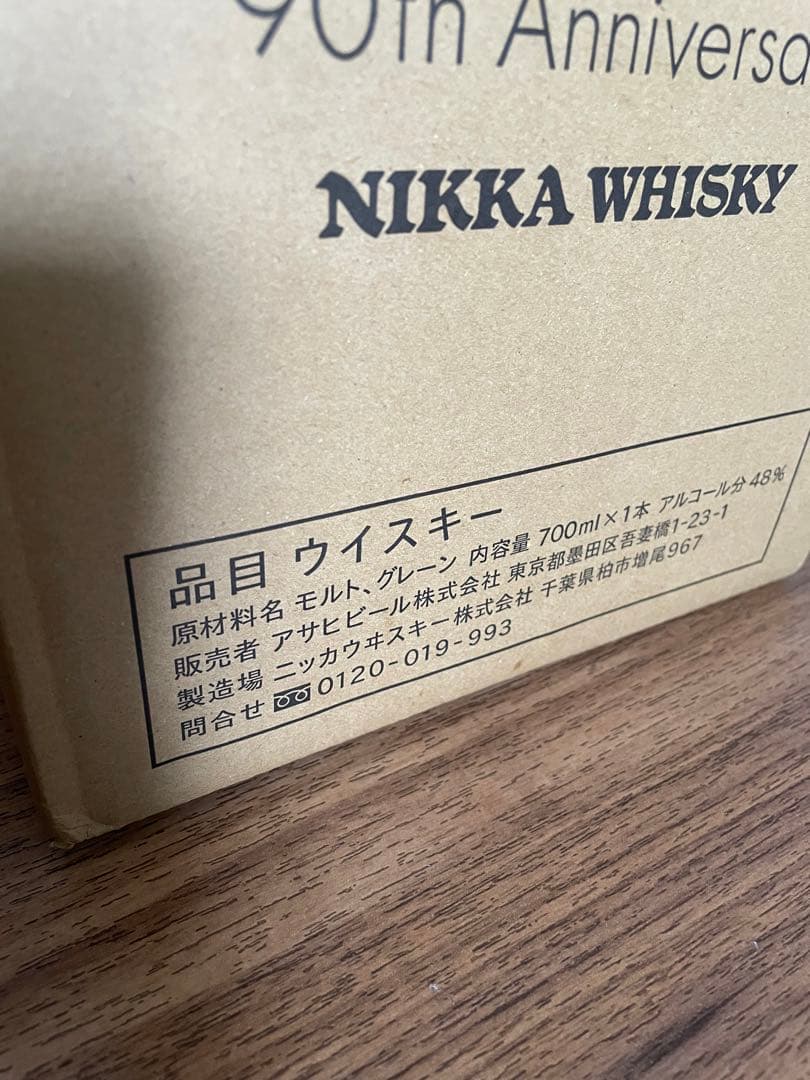 90th Anniversa
NIKKA WHISKY
品目 ウイスキー
原材料名 モルト、グレーン 内容量 700ml×1本 アルコール分 48%
販売者 アサヒビール株式会社 東京都墨田区吾妻橋1-23-1
製造場 ニッカウヰスキー株式会社 千葉県柏市増尾967
問合せ 0120-019-993